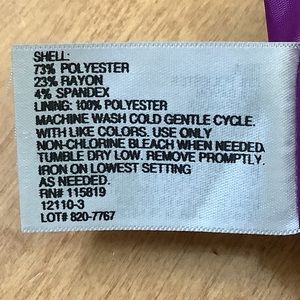 SHELL:
73% POLYESTER
23% RAYON
4% SPANDEX
LINING: 100% POLYESTER
MACHINE WASH COLD GENTLE CYCLE.
WITH LIKE COLORS. USE ONLY
NON-CHLORINE BLEACH WHEN NEEDED.
TUMBLE DRY LOW. REMOVE PROMPTLY.
IRON ON LOWEST SETTING
AS NEEDED.
RN# 115819
12110-3
LOT# 820-7767